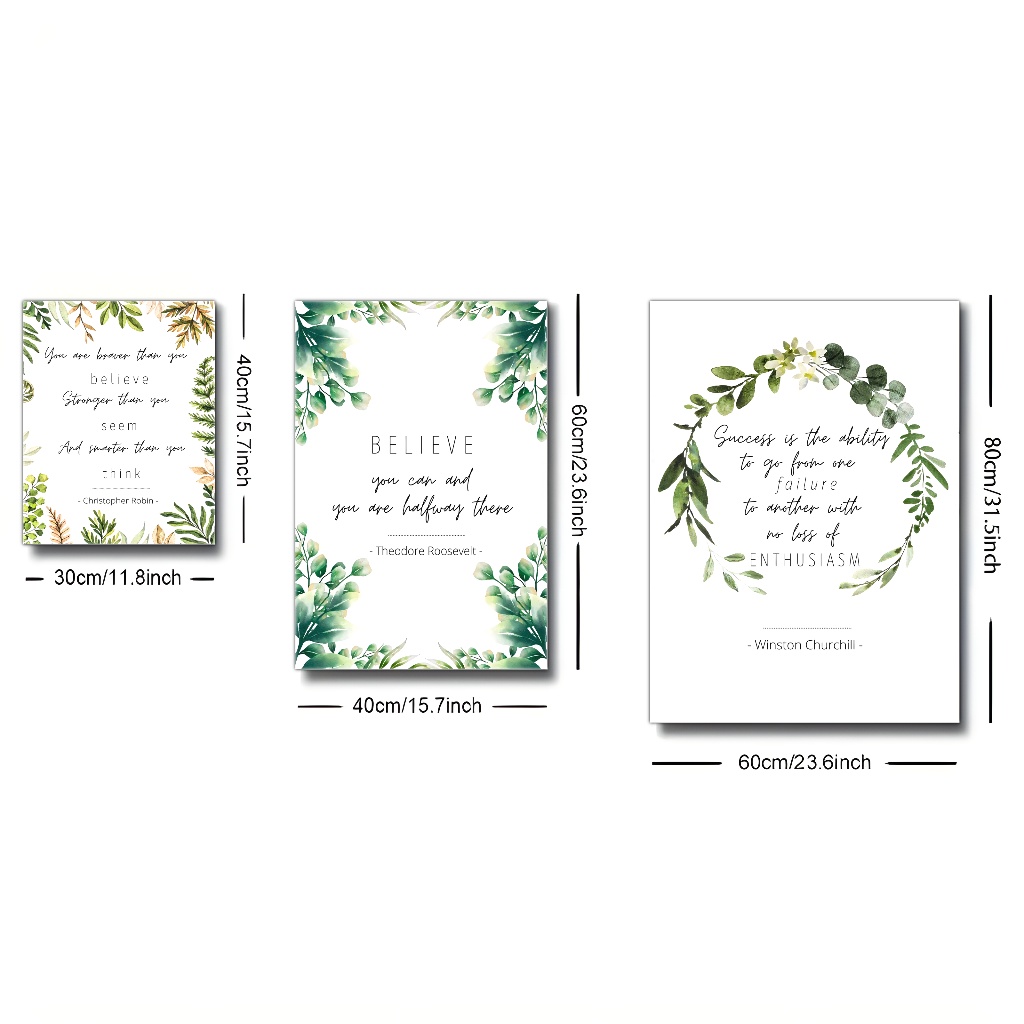 You are braver than you
believe
Stronger than you
seem
And smarter than you
think
- Christopher Robin -
40cm/15.7inch
30cm/11.8inch
BELIEVE
you can and
you are halfway there
- Theodore Roosevelt -
60cm/23.6inch
40cm/15.7inch
Success is the ability
to go from one
failure
to another with
no loss of
ENTHUSIASM
- Winston Churchill -
80cm/31.5inch
60cm/23.6inch